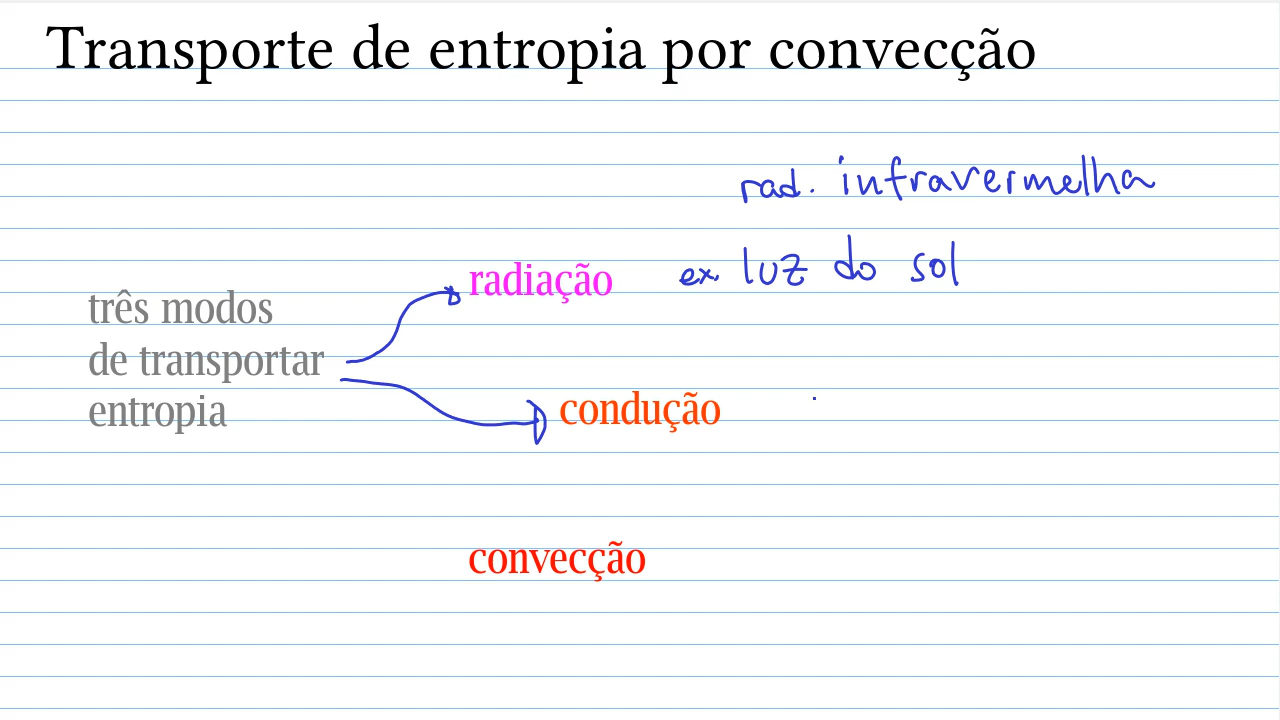 Transporte de entropia por convecção
rad. infravermelha
radiação ex luz do sol
três modos
de transportar
entropia
condução
convecção